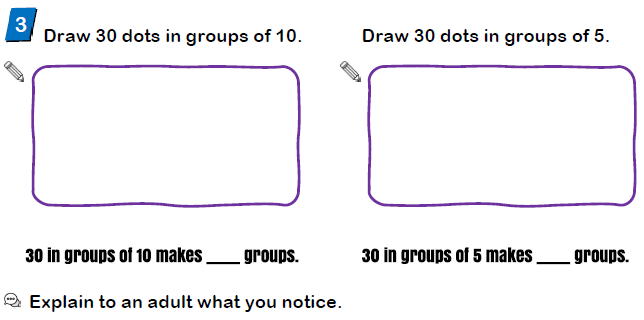 3
Draw 30 dots in groups of 10.
Draw 30 dots in groups of 5.
30 in groups of 10 makes ____ groups.
30 in groups of 5 makes ____ groups.
Explain to an adult what you notice.